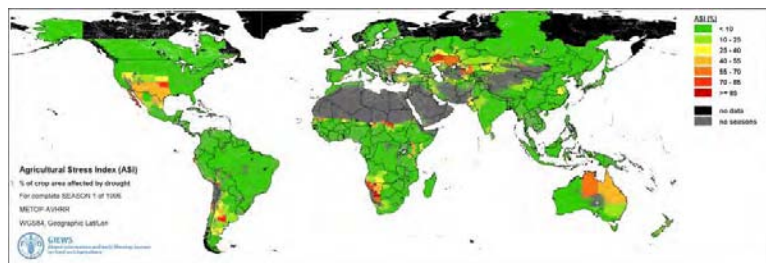 Agricultural Stress Index (ASI)
% of crop area affected by drought
For complete SEASON 1 of 1996
METOP-AVHRR
WGS84, Geographic Lat/Lon
GIEWS
ASI (%)
< 10
10 - 25
25 - 40
40 - 55
55 - 70
70 - 85
>= 85
no data
no seasons